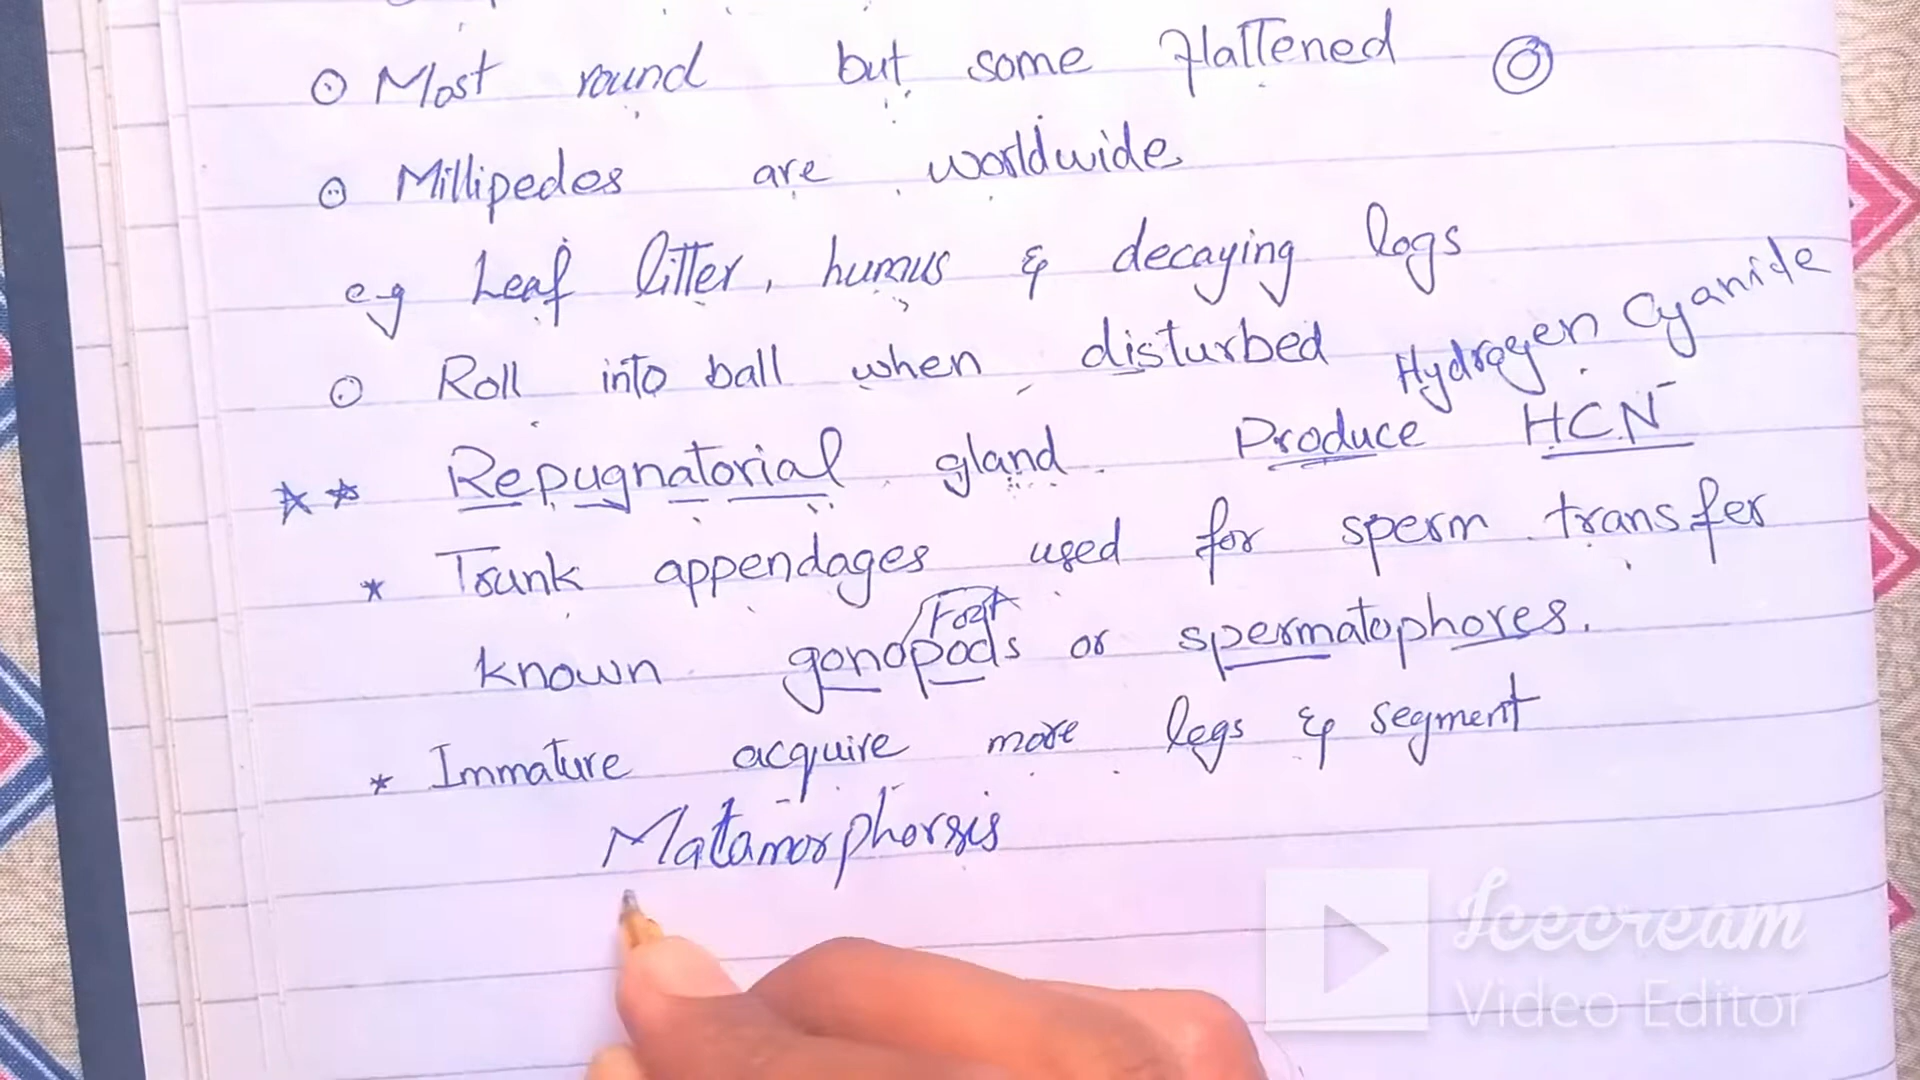 Most round but some flattened
Millipedes are worldwide
eg Leaf litter, humus & decaying logs
Roll into ball when disturbed
Hydrogen Cyanide
** Repugnatorial gland Produce HCN-
* Trunk appendages used for sperm transfer
Foot
known gonopods or spermatophores.
* Immature acquire more legs & segment
Matamorphorsis
Icecream
Video Editor